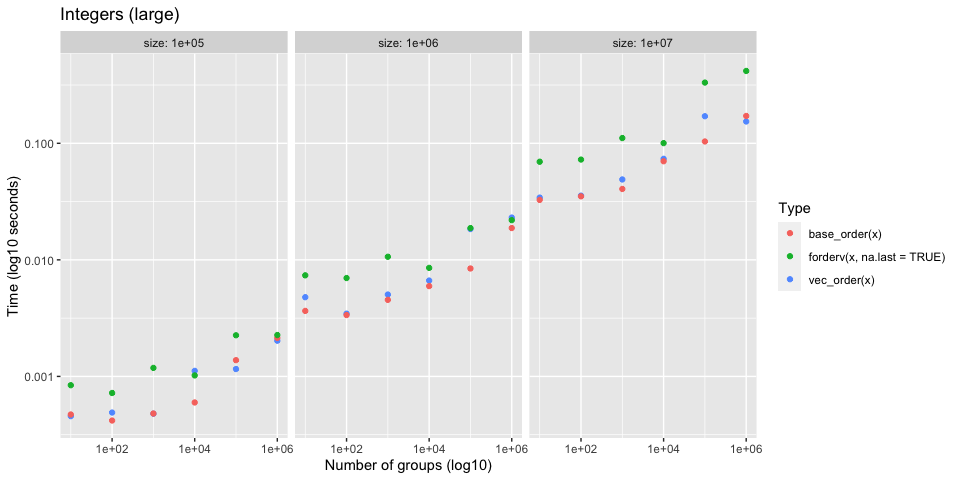 Integers (large)
size: 1e+05
size: 1e+06
size: 1e+07
Time (log10 seconds)
0.100
0.010
0.001
1e+02
1e+04
1e+06
1e+02
1e+04
1e+06
1e+02
1e+04
1e+06
Number of groups (log10)
Type
base_order(x)
forderv(x, na.last = TRUE)
vec_order(x)